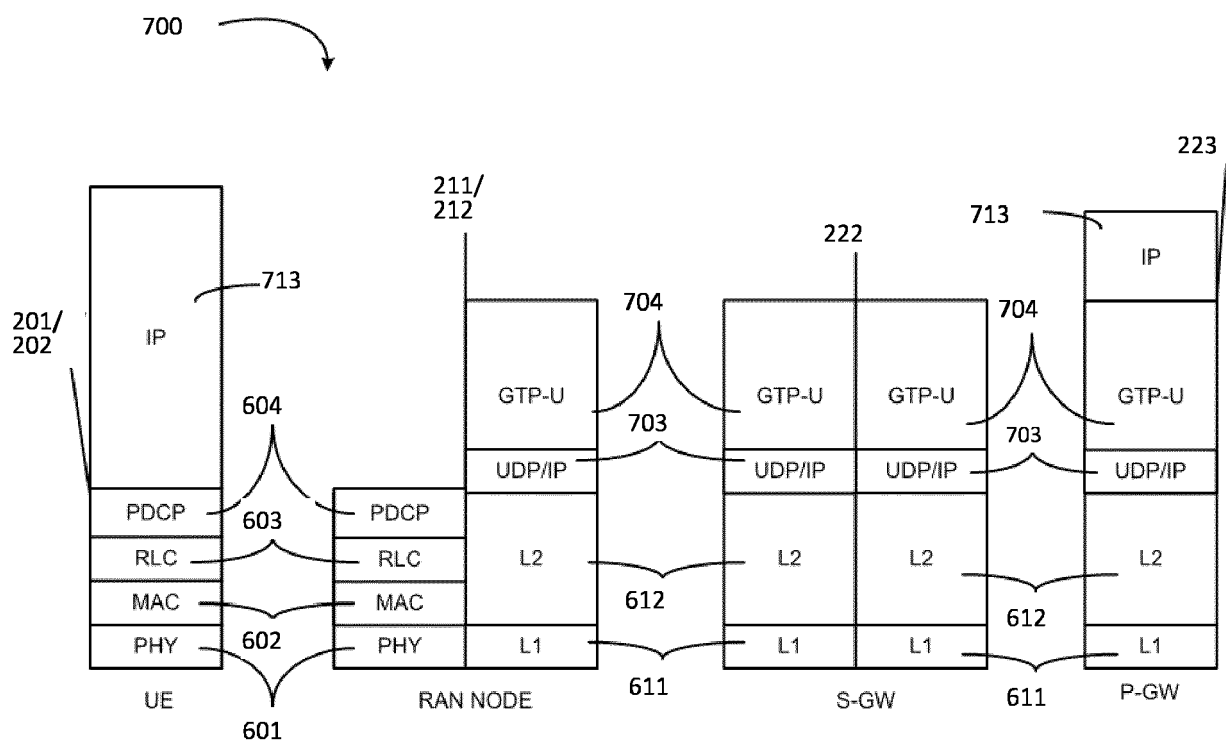 700
223
211/
212
713
IP
222
713
IP
704
704
201/
202
604
GTP-U
GTP-U
GTP-U
GTP-U
703
703
UDP/IP
UDP/IP
UDP/IP
UDP/IP
PDCP
PDCP
603
RLC
RLC
L2
L2
L2
L2
MAC
MAC
612
612
602
PHY
PHY
L1
L1
L1
L1
611
611
UE
RAN NODE
S-GW
P-GW
601